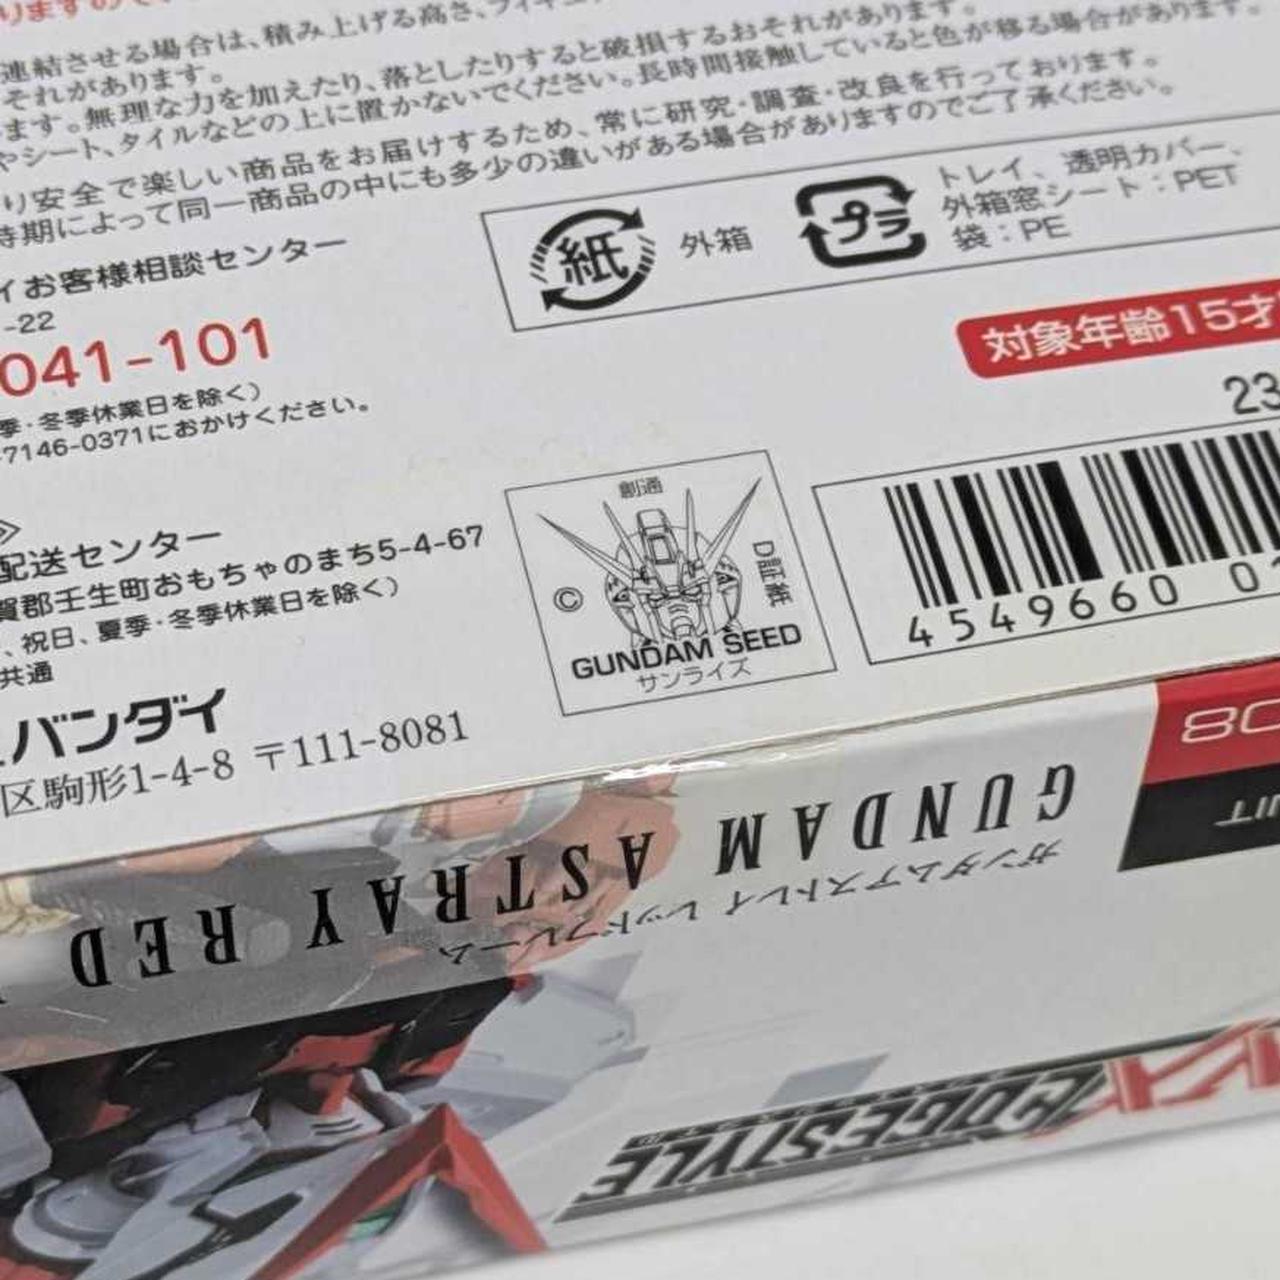 りますので
連結させる場合は、積み上げる高さ、フィギュ
それがあります。
ます。無理な力を加えたり、落としたりすると破損するおそれがあります。
やシート、タイルなどの上に置かないでください。長時間接触していると色が移る場合があります。
り安全で楽しい商品をお届けするため、常に研究・調査・改良を行っております。
時期によって同一商品の中にも多少の違いがある場合がありますのでご了承ください。
イお客様相談センター
-22
041-101
季・冬季休業日を除く）
7146-0371におかけください。
紙 外箱
プラ トレイ、透明カバー、
外箱窓シート：PET
袋：PE
対象年齢15才
23
配送センター
賀郡壬生町おもちゃのまち5-4-67
、祝日、夏季・冬季休業日を除く）
共通
バンダイ
区駒形1-4-8 〒111-8081
創通
©
D証紙
GUNDAM SEED
サンライズ
4549660 01
GUNDAM ASTRAY RED
ガンダムアストレイ レッドフレーム
08
UIT
EDGESTYLE